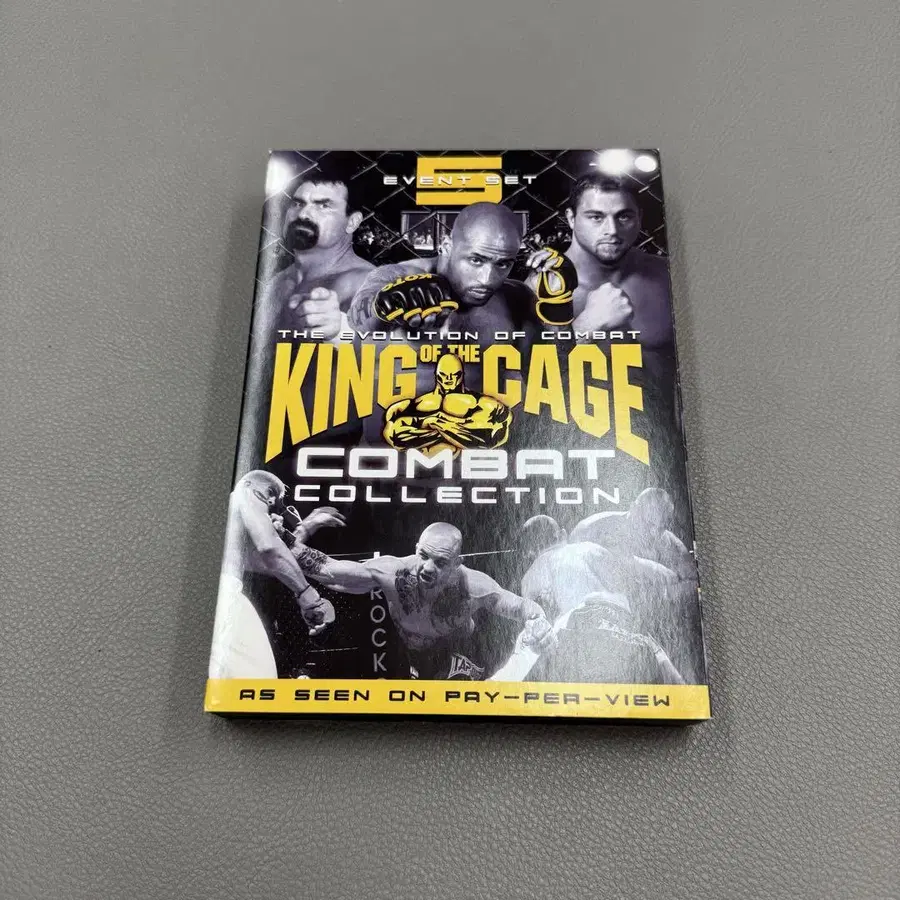 5
EVENT SET
KOTC
THE EVOLUTION OF COMBAT
KING OF THE CAGE
COMBAT
COLLECTION
ROCK
AS SEEN ON PAY-PER-VIEW